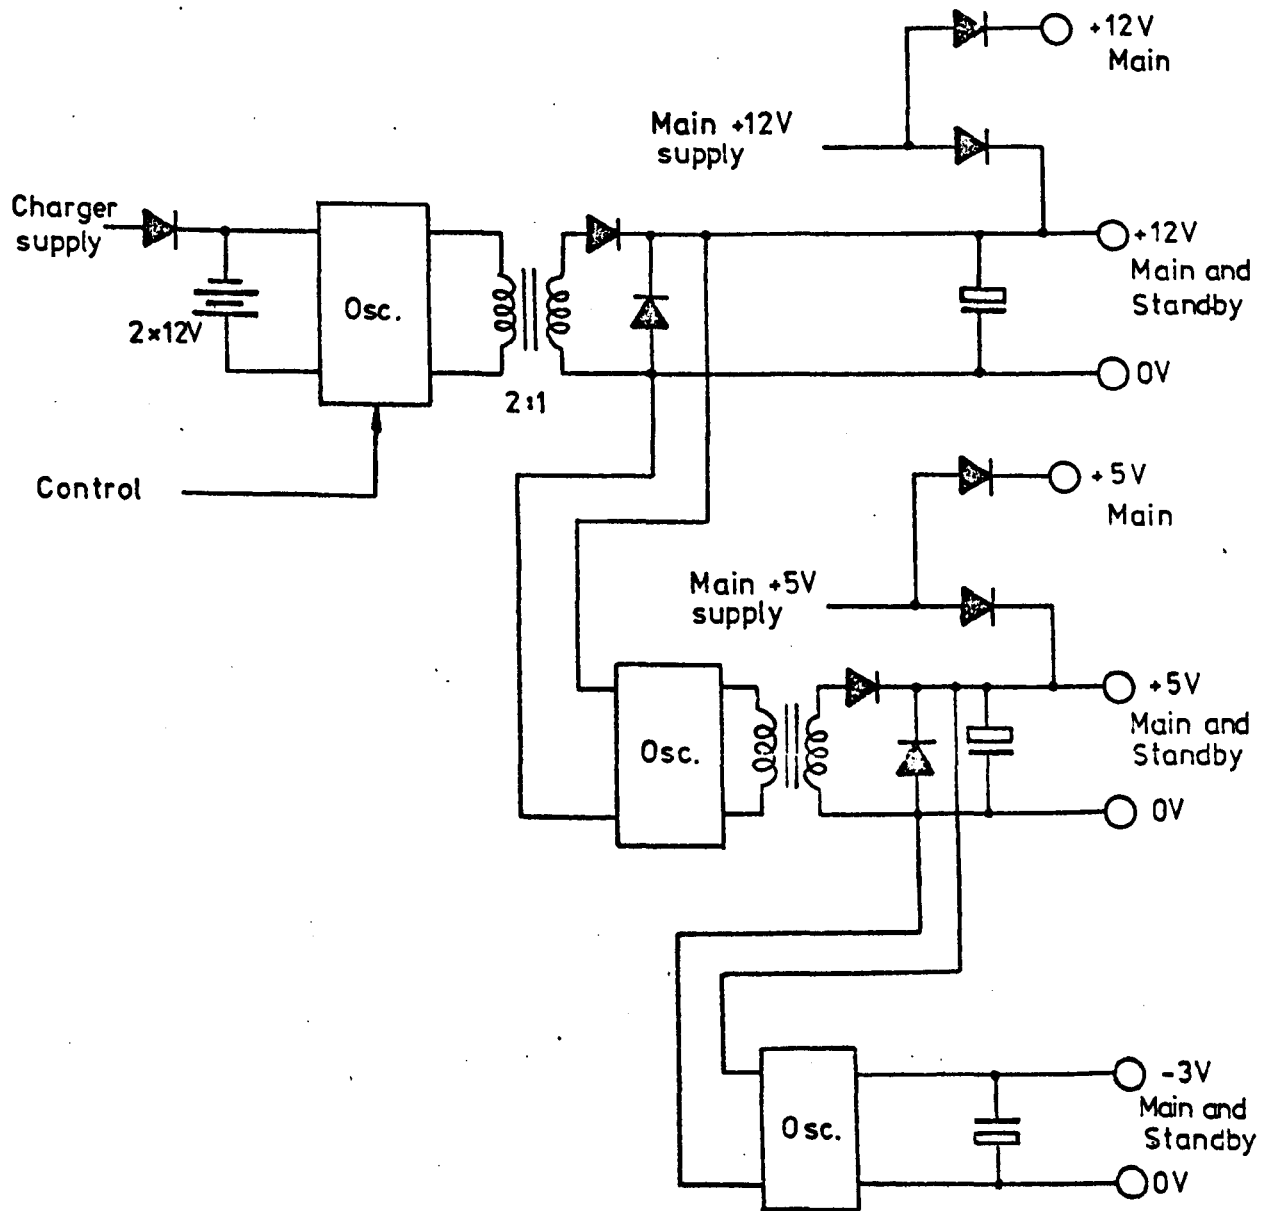 +12V
Main
Main +12V
supply
Charger
supply
+12V
Main and
Standby
Osc.
2×12V
0V
2:1
Control
+5V
Main
Main +5V
supply
+5V
Main and
Standby
Osc.
0V
-3V
Main and
Standby
Osc.
0V